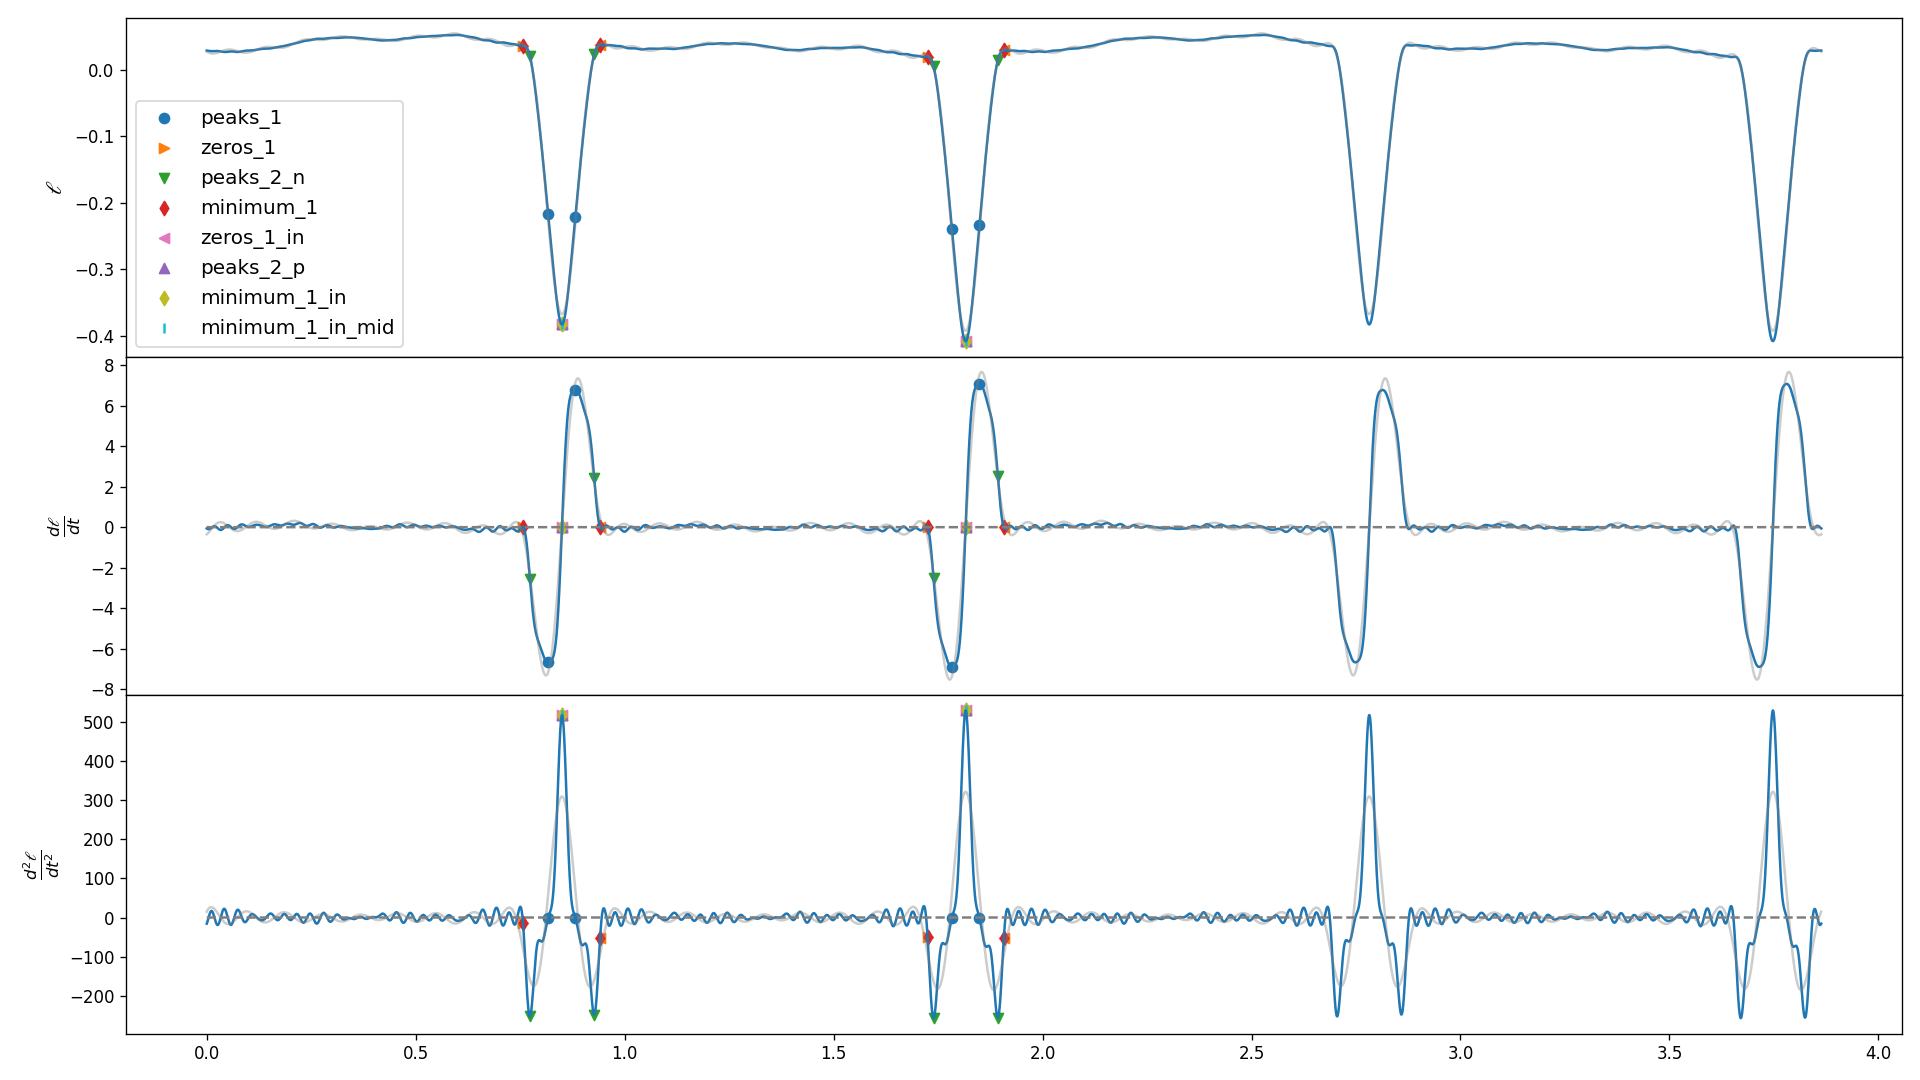 0.0
−0.1
−0.2
−0.3
−0.4
ℓ
peaks_1
zeros_1
peaks_2_n
minimum_1
zeros_1_in
peaks_2_p
minimum_1_in
minimum_1_in_mid
8
6
4
2
0
−2
−4
−6
−8
dℓ
dt
500
400
300
200
100
0
−100
−200
d²ℓ
dt²
0.0 0.5 1.0 1.5 2.0 2.5 3.0 3.5 4.0